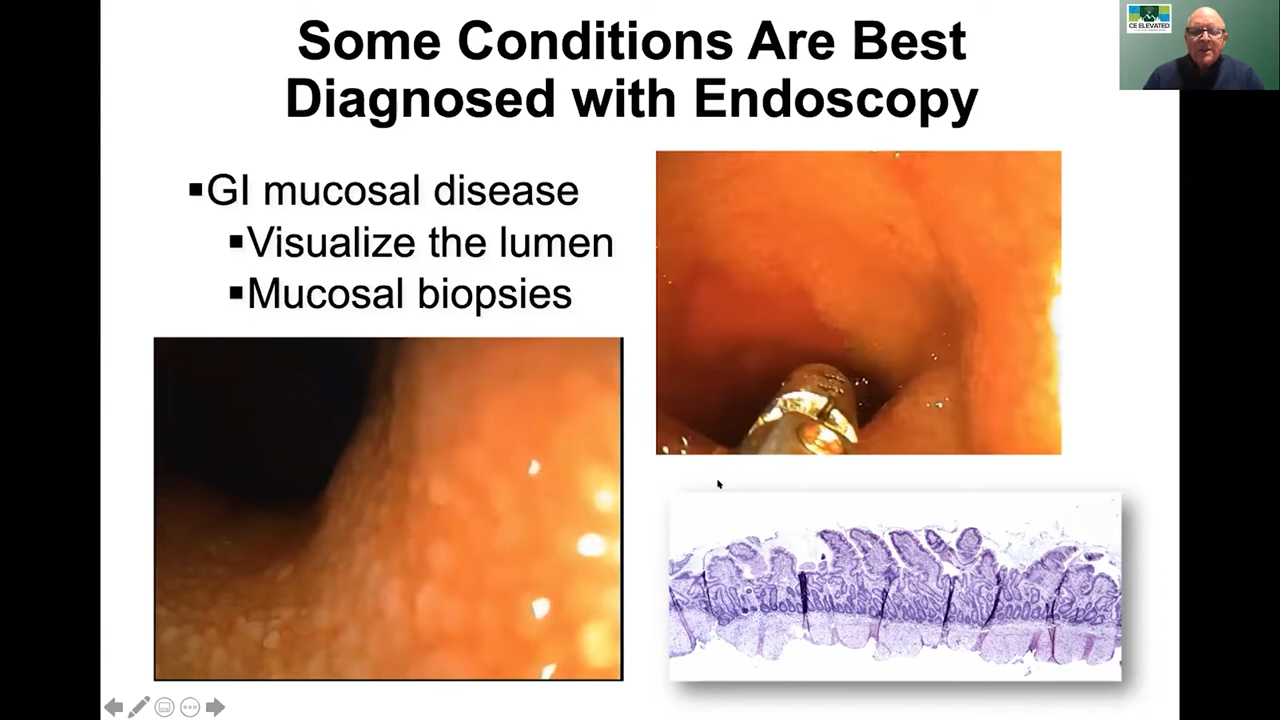 Some Conditions Are Best
Diagnosed with Endoscopy
▪GI mucosal disease
▪Visualize the lumen
▪Mucosal biopsies
CE ELEVATED